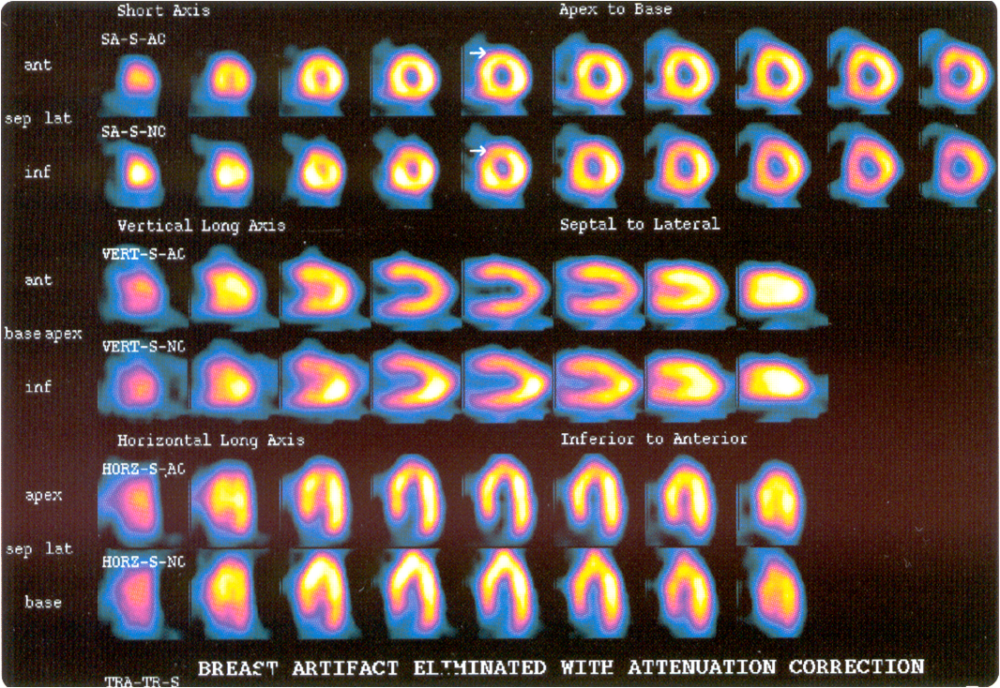 Short Axis Apex to Base
SA-S-AC
ant
sep lat
SA-S-NC
inf
Vertical Long Axis Septal to Lateral
VERT-S-AC
ant
base apex
VERT-S-NC
inf
Horizontal Long Axis Inferior to Anterior
HORZ-S-AC
apex
sep lat
HORZ-S-NC
base
BREAST ARTIFACT ELIMINATED WITH ATTENUATION CORRECTION
TRA-TR-S